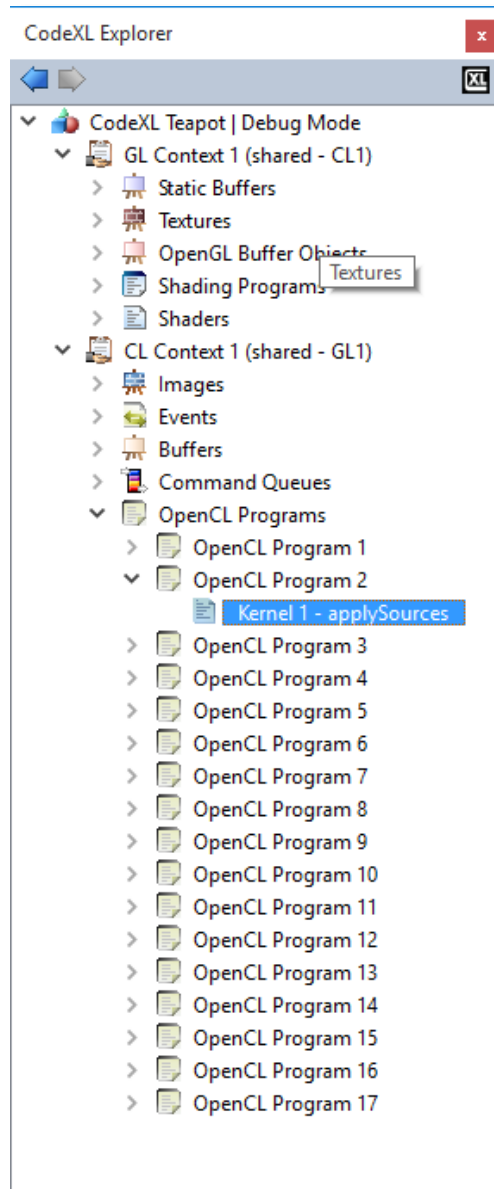 CodeXL Explorer
x
XL
CodeXL Teapot | Debug Mode
GL Context 1 (shared - CL1)
Static Buffers
Textures
OpenGL Buffer Objects
Textures
Shading Programs
Shaders
CL Context 1 (shared - GL1)
Images
Events
Buffers
Command Queues
OpenCL Programs
OpenCL Program 1
OpenCL Program 2
Kernel 1 - applySources
OpenCL Program 3
OpenCL Program 4
OpenCL Program 5
OpenCL Program 6
OpenCL Program 7
OpenCL Program 8
OpenCL Program 9
OpenCL Program 10
OpenCL Program 11
OpenCL Program 12
OpenCL Program 13
OpenCL Program 14
OpenCL Program 15
OpenCL Program 16
OpenCL Program 17